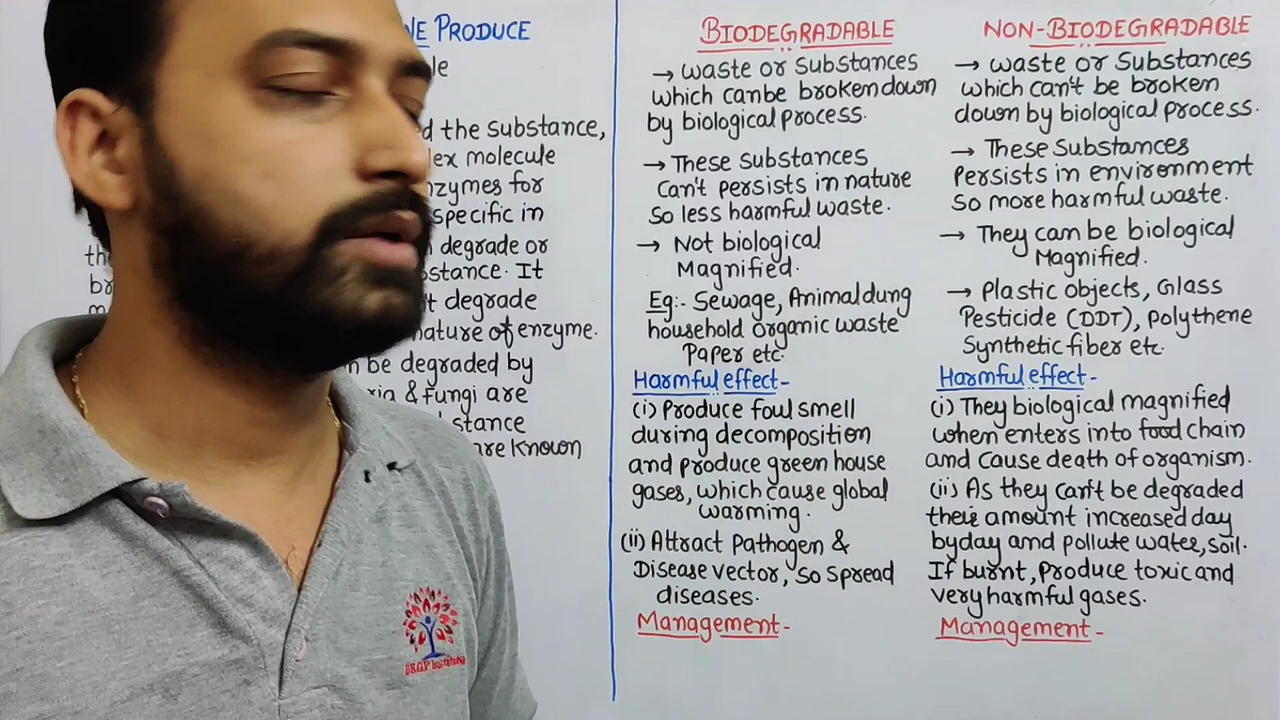 NE PRODUCE
le
d the substance,
lex molecule
nzymes for
specific in
degrade or
the
stance. It
br
t degrade
nature of enzyme.
n be degraded by
ria & fungi are
stance
are known
BIODEGRADABLE
→ Waste or Substances
which canbe broken down
by biological process.
→ These Substances
Can't persists in nature
So less harmful waste.
→ Not biological
Magnified.
Eg:- Sewage, Animal dung
household organic waste
Paper etc.
Harmful effect -
(i) Produce foul smell
during decomposition
and produce green house
gases, which cause global
warming.
(ii) Attract Pathogen &
Disease vector, So Spread
diseases.
Management -
NON-BIODEGRADABLE
→ Waste or Substances
which can't be broken
down by biological process.
→ These Substances
Persists in environment
So more harmful waste.
→ They can be biological
Magnified.
→ Plastic objects, Glass
Pesticide (DDT), polythene
Synthetic fiber etc.
Harmful effect -
(i) They biological magnified
when enters into food chain
and Cause death of organism.
(ii) As they can't be degraded
their amount increased day
by day and pollute water, soil.
If burnt, produce toxic and
very harmful gases.
Management -